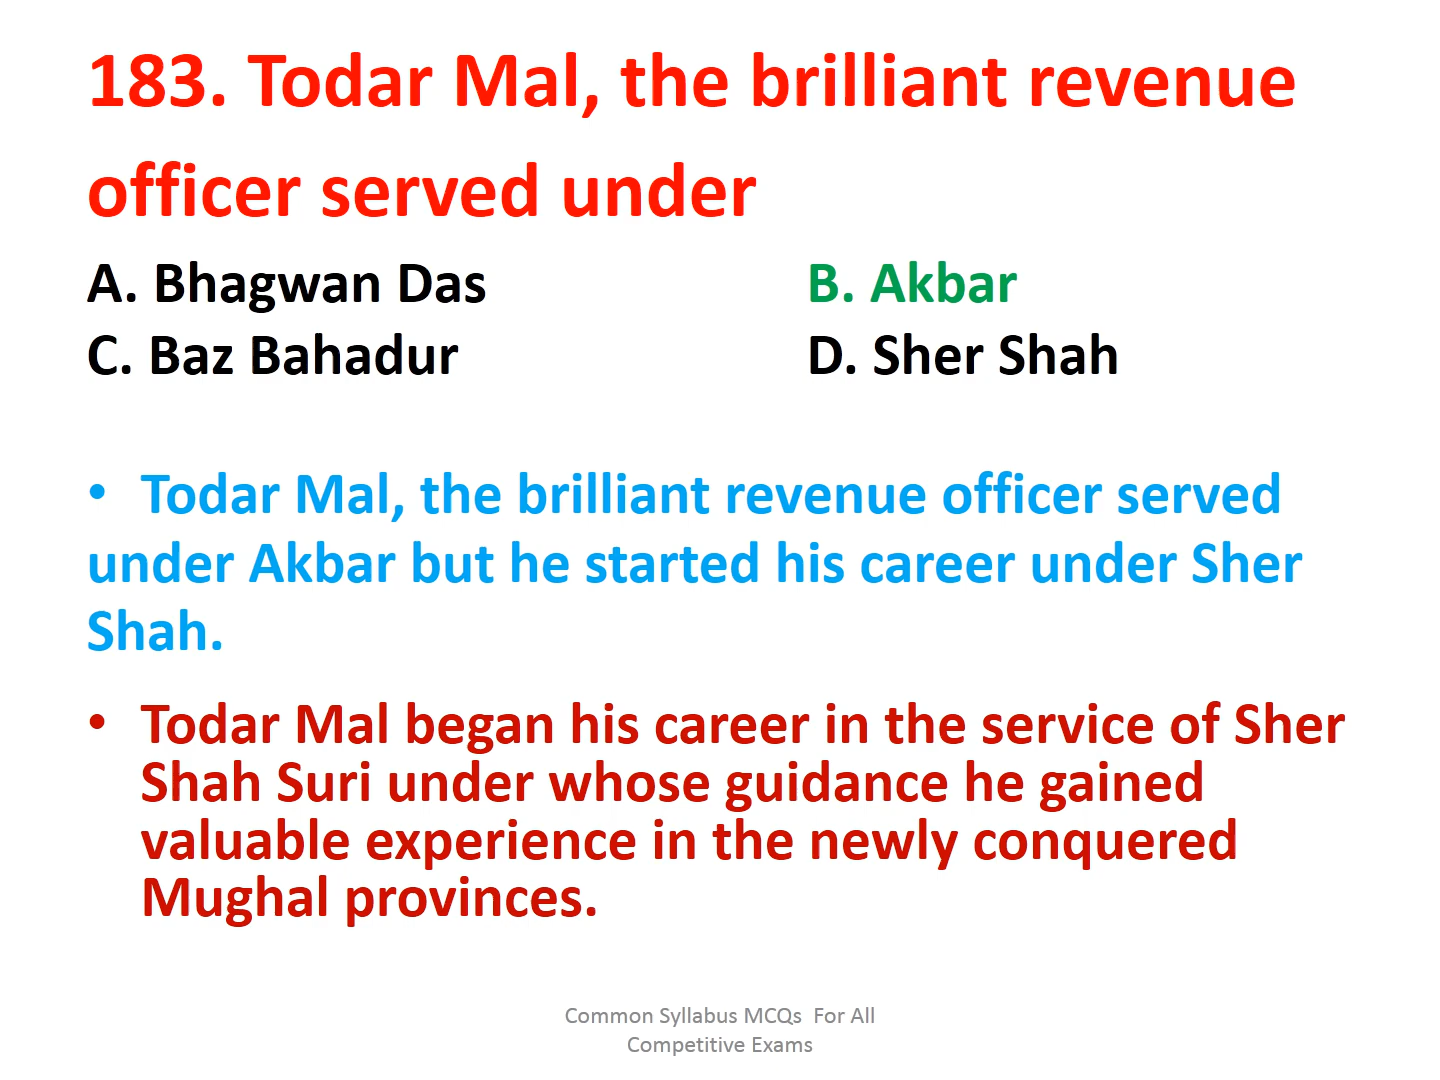 183. Todar Mal, the brilliant revenue
officer served under
A. Bhagwan Das B. Akbar
C. Baz Bahadur D. Sher Shah
• Todar Mal, the brilliant revenue officer served
under Akbar but he started his career under Sher
Shah.
• Todar Mal began his career in the service of Sher
Shah Suri under whose guidance he gained
valuable experience in the newly conquered
Mughal provinces.
Common Syllabus MCQs For All
Competitive Exams